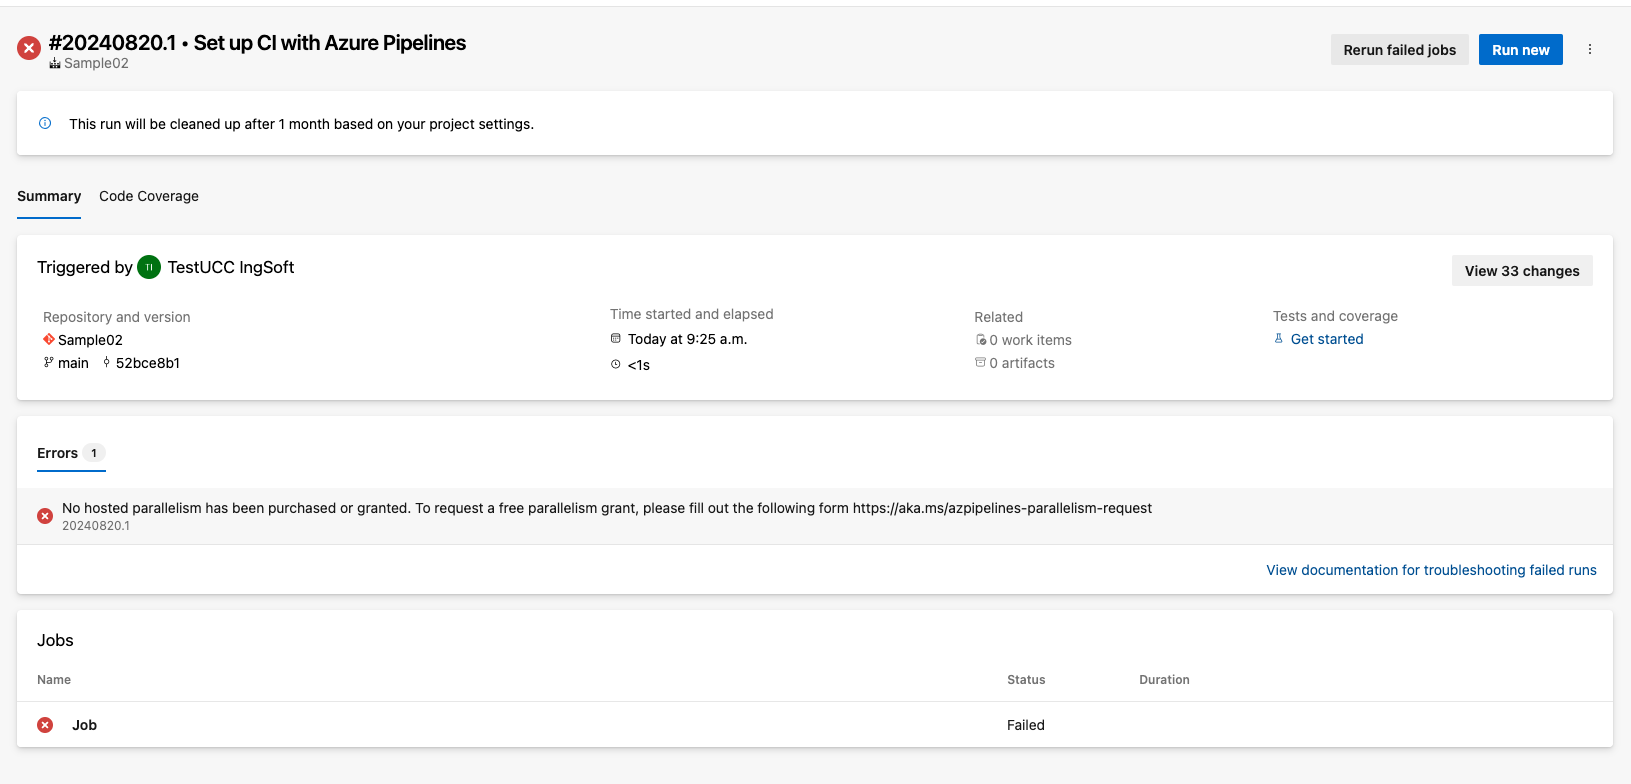 #20240820.1 • Set up CI with Azure Pipelines
Sample02
Rerun failed jobs
Run new
This run will be cleaned up after 1 month based on your project settings.
Summary
Code Coverage
Triggered by TI TestUCC IngSoft
View 33 changes
Repository and version
Sample02
main 52bce8b1
Time started and elapsed
Today at 9:25 a.m.
<1s
Related
0 work items
0 artifacts
Tests and coverage
Get started
Errors 1
No hosted parallelism has been purchased or granted. To request a free parallelism grant, please fill out the following form https://aka.ms/azpipelines-parallelism-request
20240820.1
View documentation for troubleshooting failed runs
Jobs
Name Status Duration
Job Failed